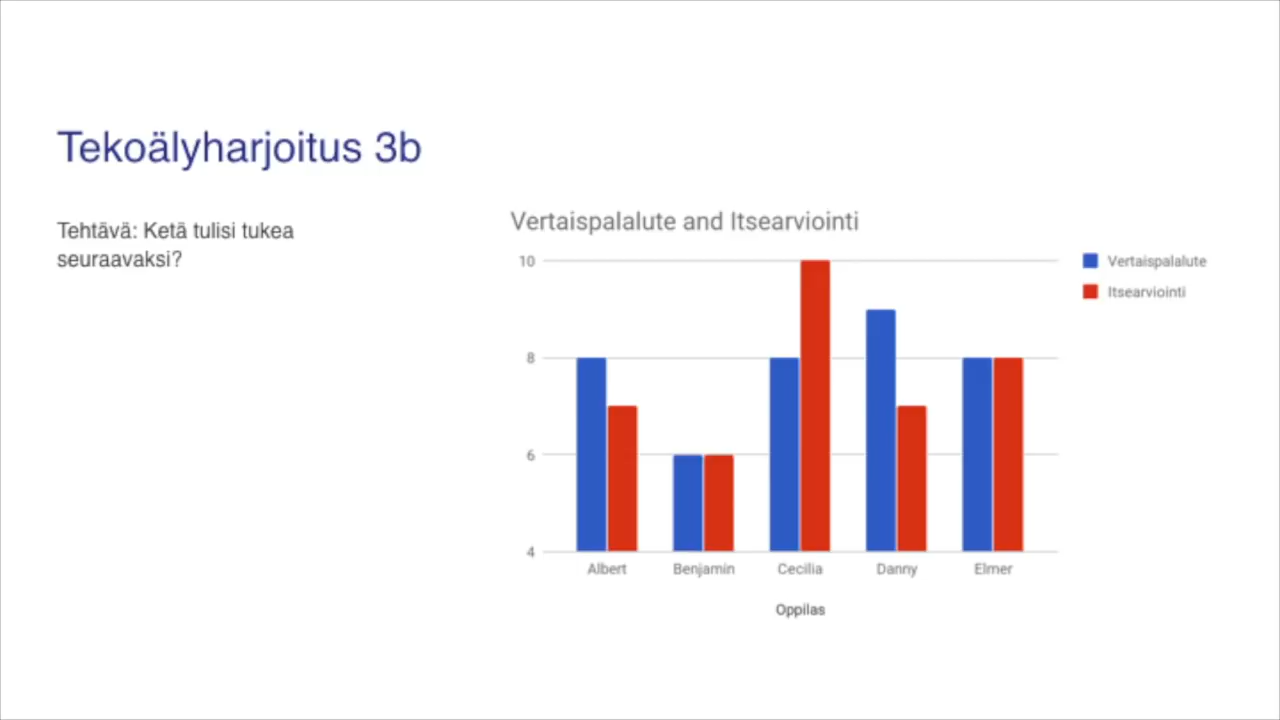 Tekoälyharjoitus 3b
Tehtävä: Ketä tulisi tukea
seuraavaksi?
Vertaispalalute and Itsearviointi
10
8
6
4
Albert Benjamin Cecilia Danny Elmer
Oppilas
Vertaispalalute
Itsearviointi